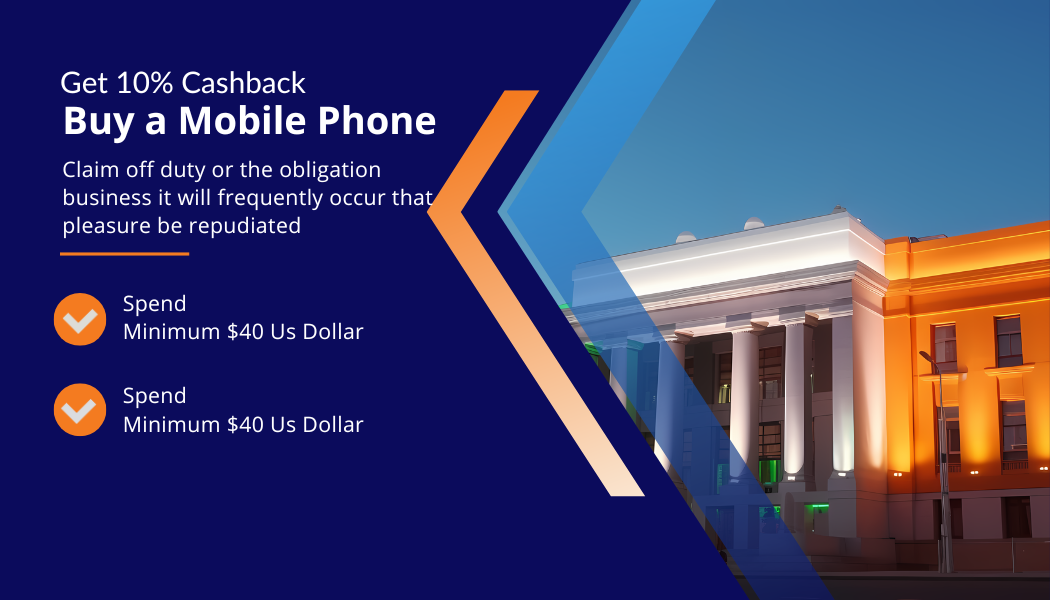 Get 10% Cashback
Buy a Mobile Phone
Claim off duty or the obligation
business it will frequently occur that
pleasure be repudiated
Spend
Minimum $40 Us Dollar
Spend
Minimum $40 Us Dollar